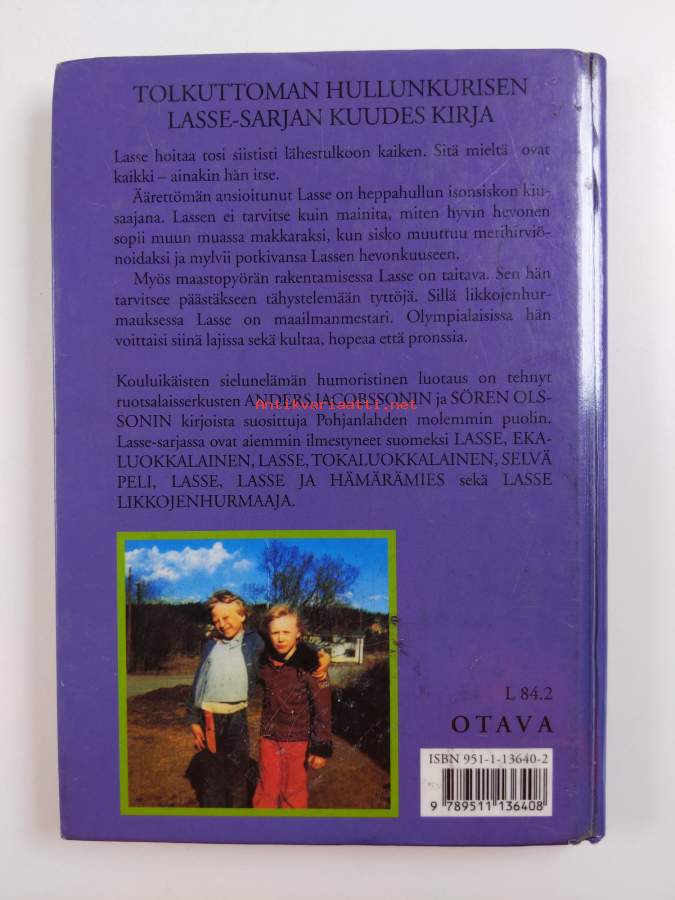 TOLKUTTOMAN HULLUNKURISEN
LASSE-SARJAN KUUDES KIRJA
Lasse hoitaa tosi siististi lähestulkoon kaiken. Sitä mieltä ovat
kaikki – ainakin hän itse.
Äärettömän ansioitunut Lasse on heppahullun isonsiskon kiu-
saajana. Lassen ei tarvitse kuin mainita, miten hyvin hevonen
sopii muun muassa makkaraksi, kun sisko muuttuu merihirviö-
noidaksi ja mylvii potkivansa Lassen hevonkuuseen.
Myös maastopyörän rakentamisessa Lasse on taitava. Sen hän
tarvitsee päästäkseen tähystelemään tyttöjä. Sillä likkojenhur-
mauksessa Lasse on maailmanmestari. Olympialaisissa hän
voittaisi siinä lajissa sekä kultaa, hopeaa että pronssia.
Kouluikäisten sielunelämän humoristinen luotaus on tehnyt
ruotsalaisserkusten ANDERS JACOBSSONIN ja SÖREN OLS-
SONIN kirjoista suosittuja Pohjanlahden molemmin puolin.
Lasse-sarjassa ovat aiemmin ilmestyneet suomeksi LASSE, EKA-
LUOKKALAINEN, LASSE, TOKALUOKKALAINEN, SELVÄ
PELI, LASSE, LASSE JA HÄMÄRÄMIES sekä LASSE
LIKKOJENHURMAAJA.
Antikvariaatti.net
L 84.2
OTAVA
ISBN 951-1-13640-2
9 789511 136408